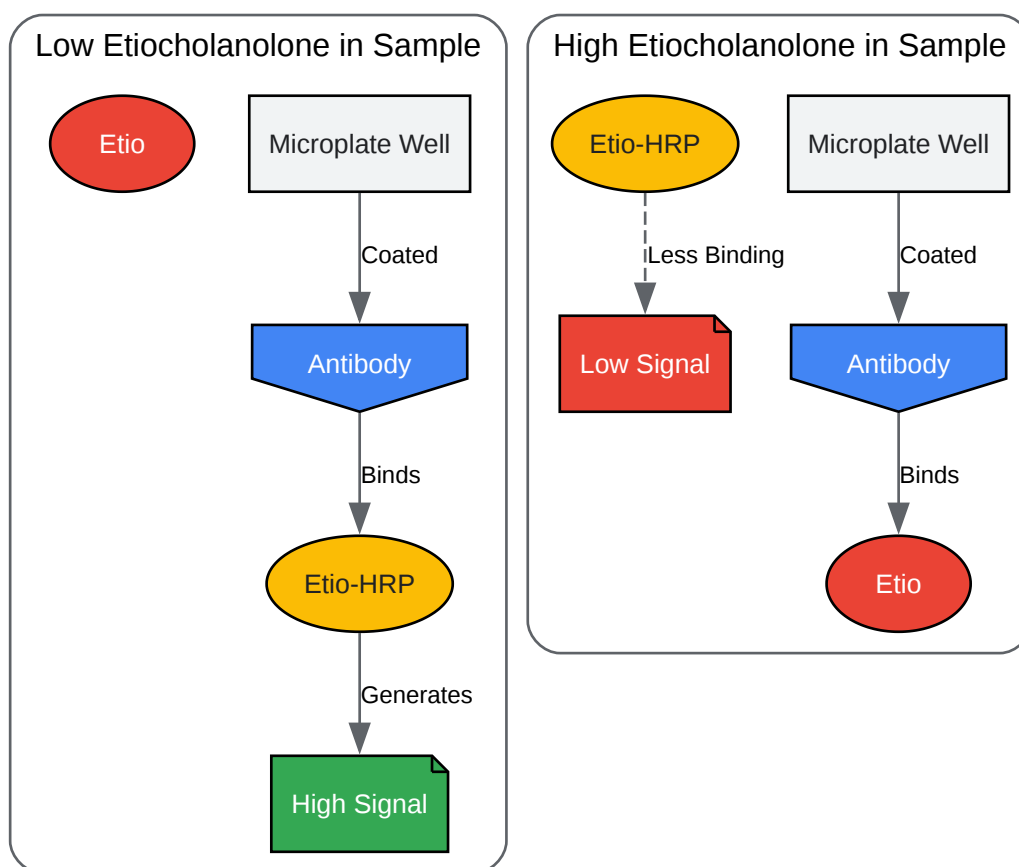 Low Etiocholanolone in Sample
Etio
Microplate Well
Coated
Antibody
Binds
Etio-HRP
Generates
High Signal
High Etiocholanolone in Sample
Etio-HRP
Microplate Well
Less Binding
Coated
Low Signal
Antibody
Binds
Etio